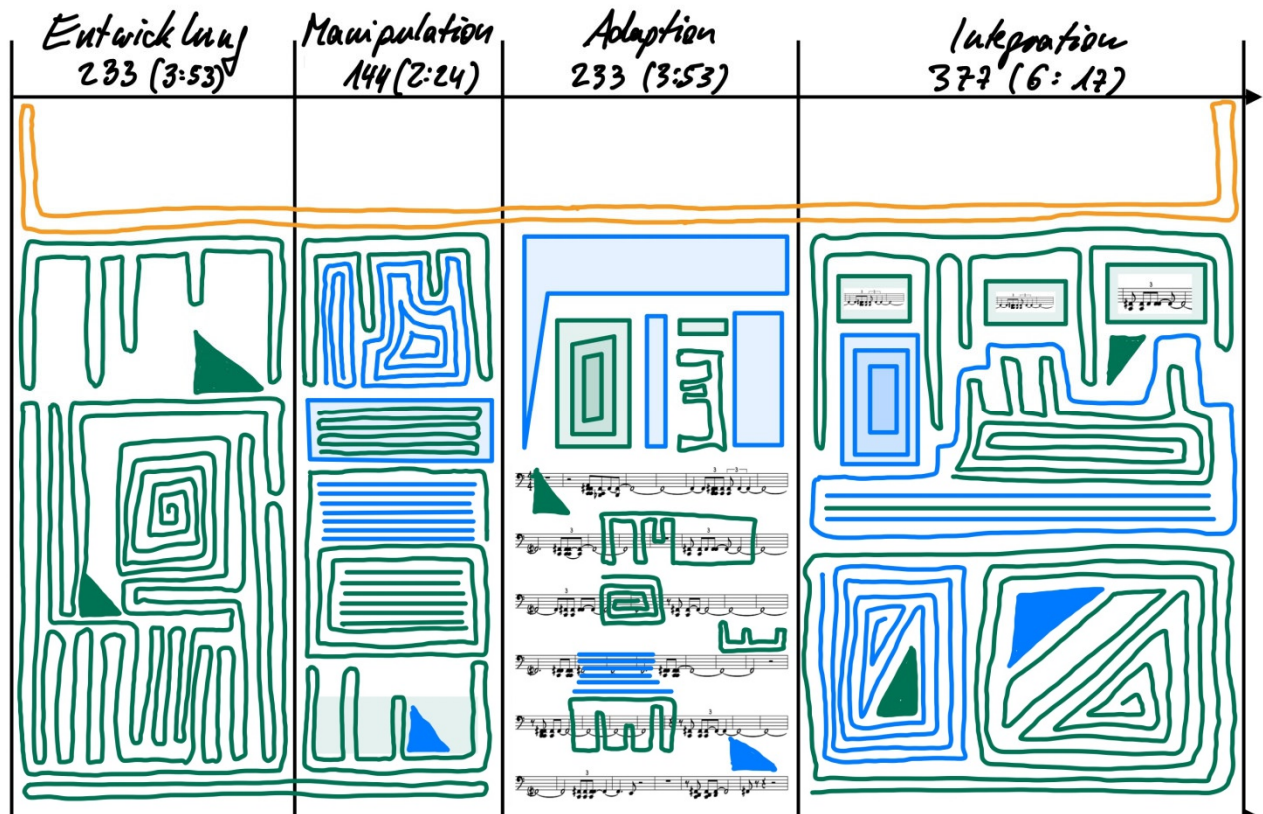 Entwicklung
233 (3:53)
Manipulation
144 (2:24)
Adaption
233 (3:53)
Integration
377 (6:17)